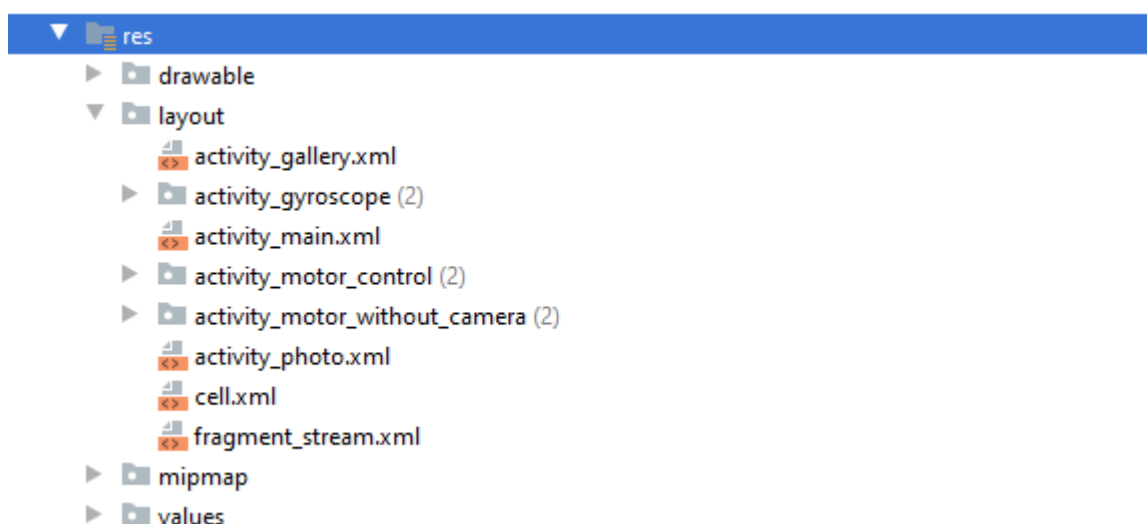 res
drawable
layout
activity_gallery.xml
activity_gyroscope (2)
activity_main.xml
activity_motor_control (2)
activity_motor_without_camera (2)
activity_photo.xml
cell.xml
fragment_stream.xml
mipmap
values